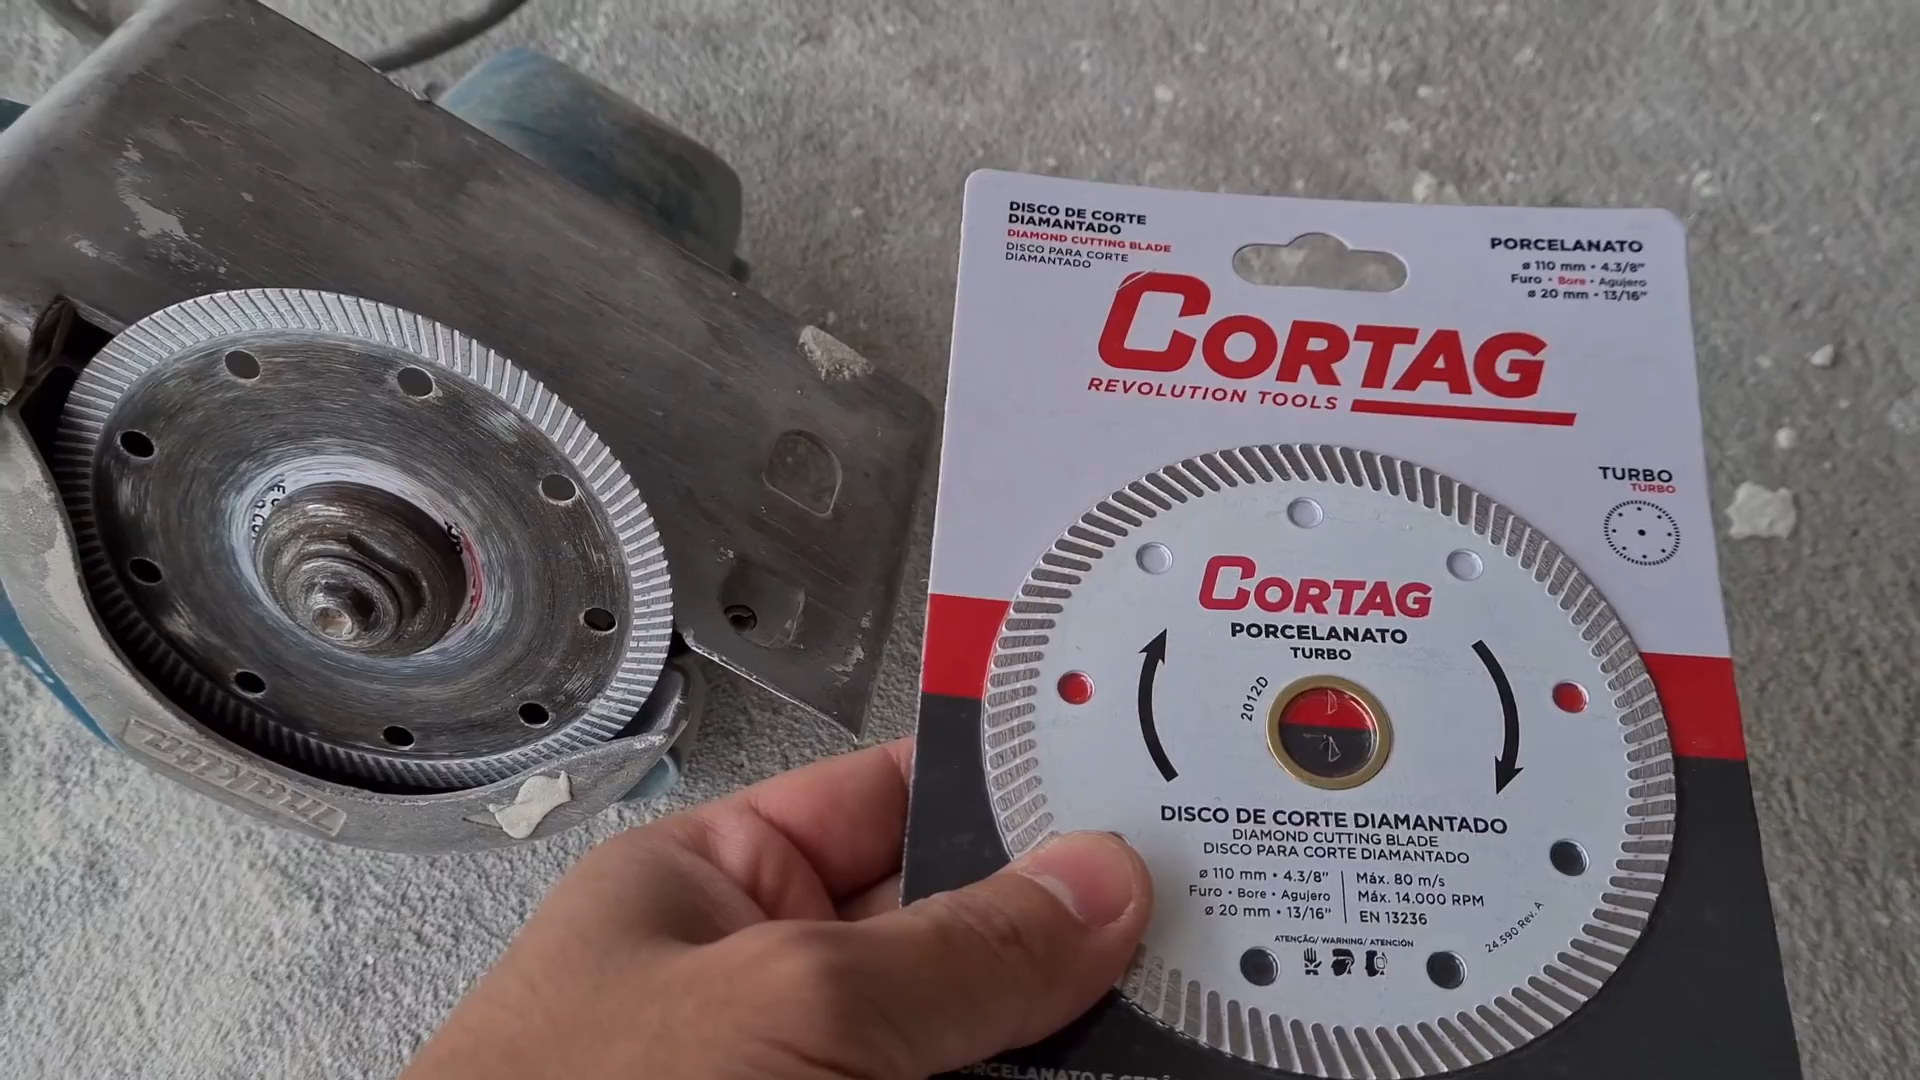 DISCO DE CORTE
DIAMANTADO
DIAMOND CUTTING BLADE
DISCO PARA CORTE
DIAMANTADO
PORCELANATO
ø 110 mm • 4.3/8"
Furo • Bore • Agujero
ø 20 mm • 13/16"
CORTAG
REVOLUTION TOOLS
TURBO
TURBO
CORTAG
PORCELANATO
TURBO
2012D
DISCO DE CORTE DIAMANTADO
DIAMOND CUTTING BLADE
DISCO PARA CORTE DIAMANTADO
ø 110 mm • 4.3/8"
Furo • Bore • Agujero
ø 20 mm • 13/16"
Máx. 80 m/s
Máx. 14.000 RPM
EN 13236
ATENÇÃO/ WARNING/ ATENCIÓN
24.590 Rev. A
makita